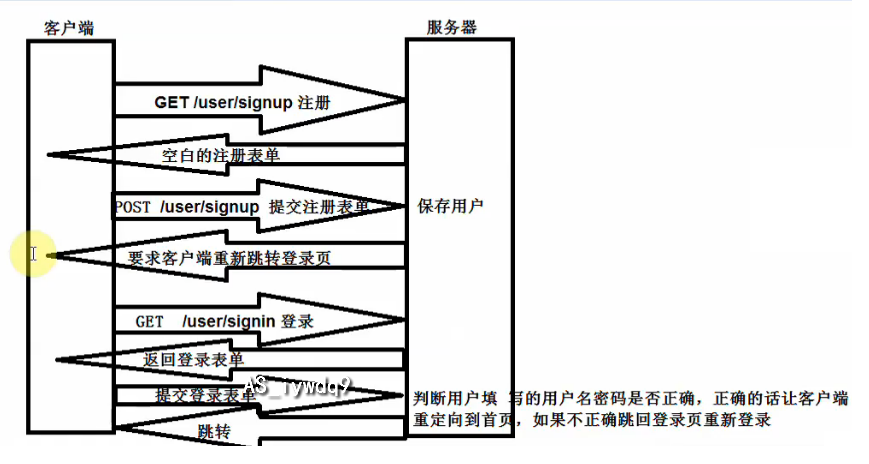 客户端
服务器
GET /user/signup 注册
空白的注册表单
POST /user/signup 提交注册表单
保存用户
要求客户端重新跳转登录页
GET /user/signin 登录
返回登录表单
AS_iywdq9
提交登录表单
判断用户填 写的用户名密码是否正确，正确的话让客户端
重定向到首页，如果不正确跳回登录页重新登录
跳转